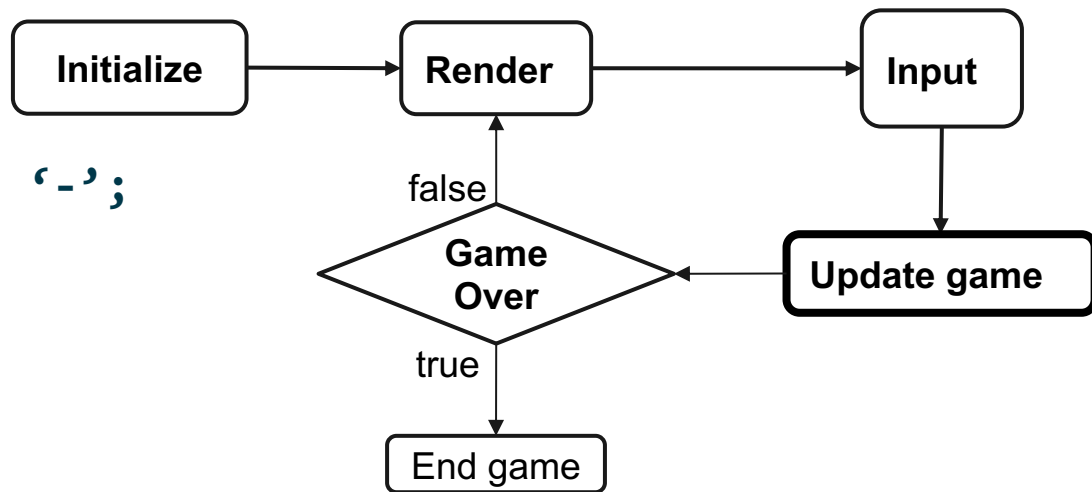 Initialize
Render
Input
‘-’;
false
Game
Over
Update game
true
End game